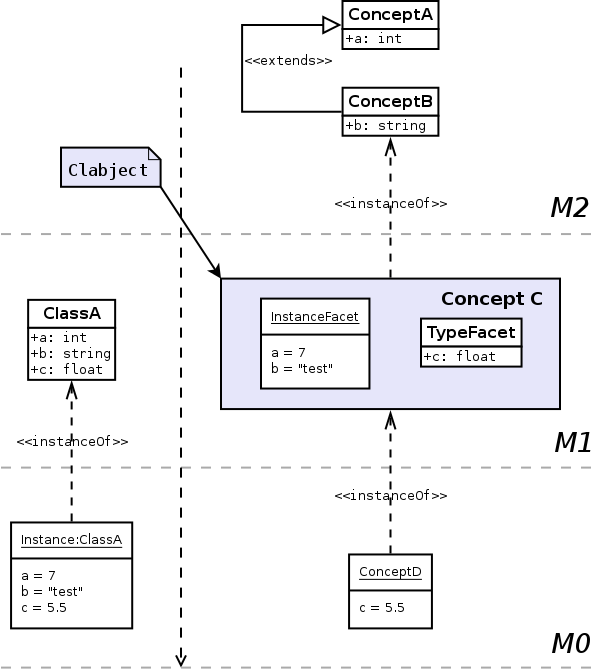 ConceptA
+a: int
<<extends>>
ConceptB
+b: string
Clabject
<<instanceOf>>
M2
Concept C
InstanceFacet
a = 7
b = "test"
TypeFacet
+c: float
ClassA
+a: int
+b: string
+c: float
<<instanceOf>>
M1
<<instanceOf>>
Instance:ClassA
a = 7
b = "test"
c = 5.5
ConceptD
c = 5.5
M0